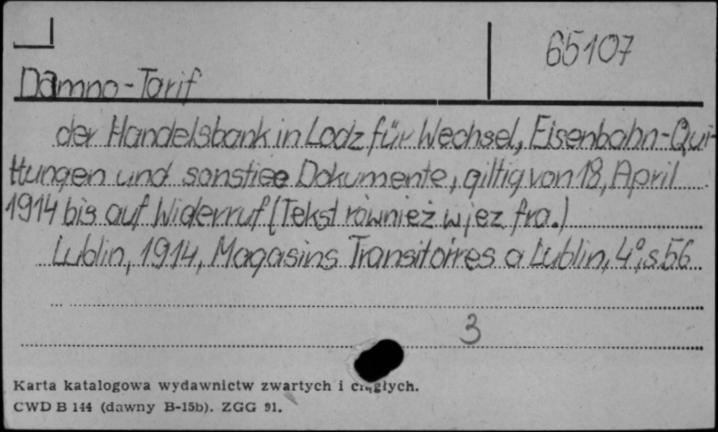 65107
Damno-Tarif
der Handelsbank in Lodz für Wechsel, Eisenbahn-Qui-
ttungen und sonstige Dokumente, giltig von 18, April
1914 bis auf Widerruf (Tekst również w jez fra.)
Lublin, 1914, Magasins Transitoires a Lublin, 4°, s. 56
3
Karta katalogowa wydawnictw zwartych i ciągłych.
CWD B 144 (dawny B-15b). ZGG 91.